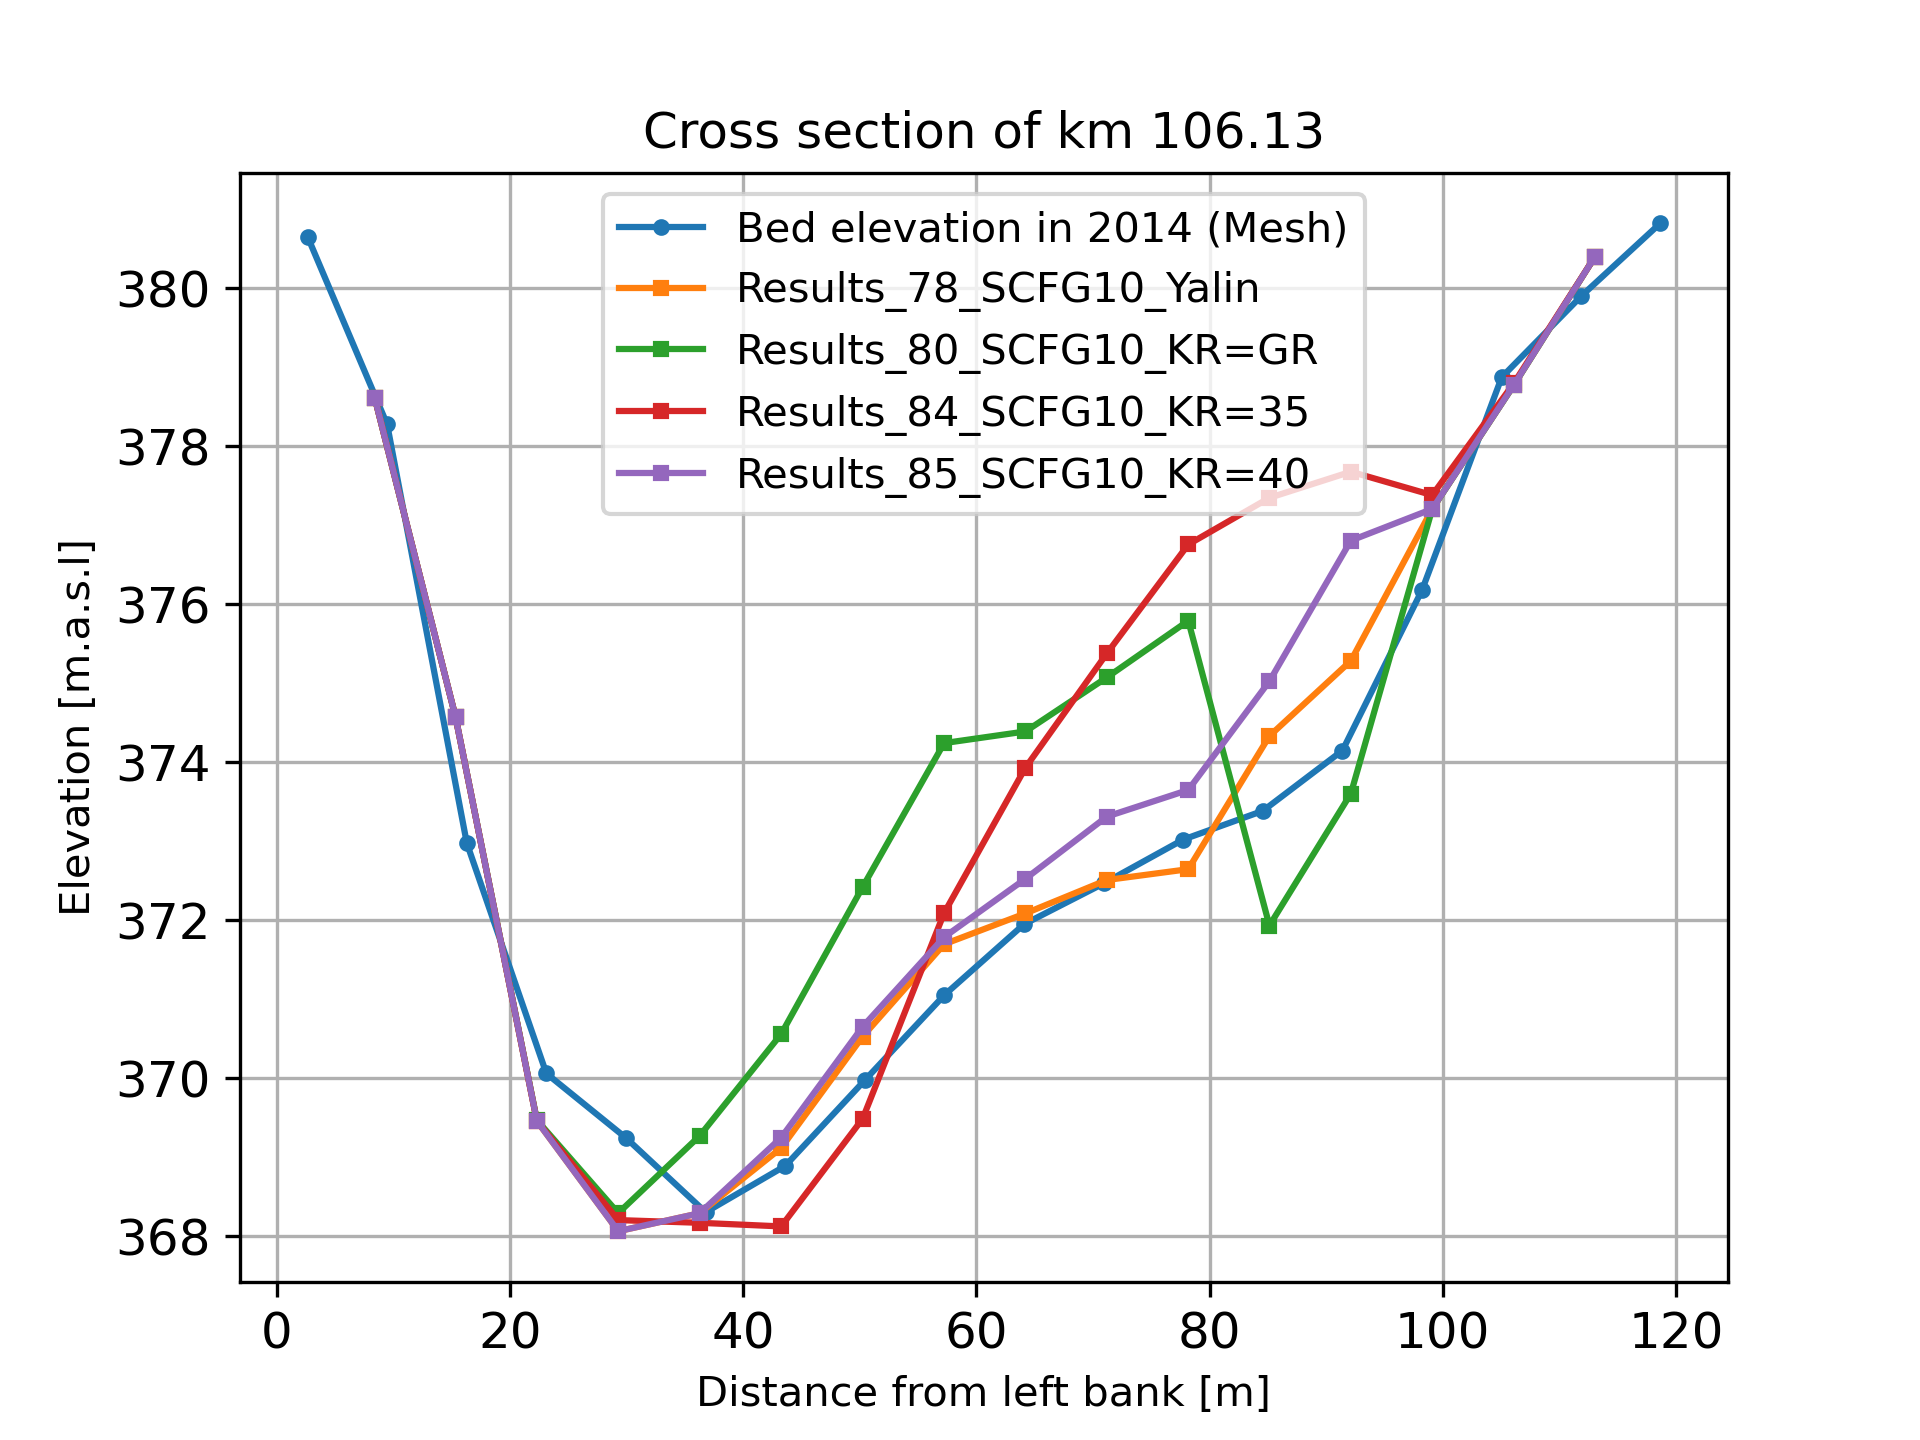 Cross section of km 106.13
Bed elevation in 2014 (Mesh)
Results_78_SCFG10_Yalin
Results_80_SCFG10_KR=GR
Results_84_SCFG10_KR=35
Results_85_SCFG10_KR=40
380
378
376
374
372
370
368
Elevation [m.a.s.l]
0 20 40 60 80 100 120
Distance from left bank [m]